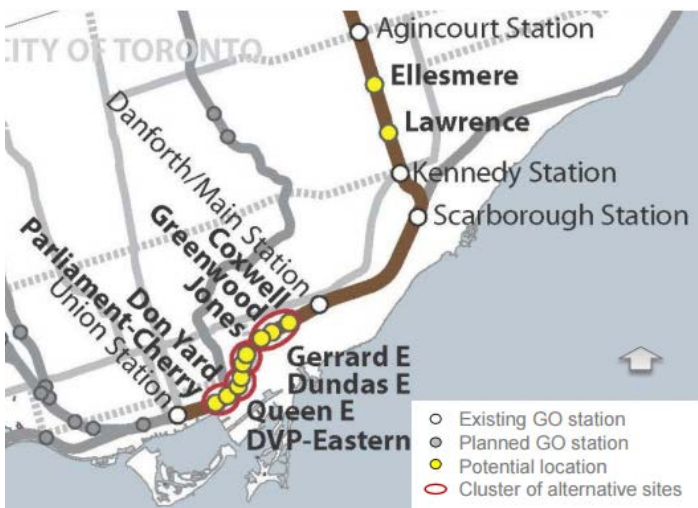 CITY OF TORONTO
Agincourt Station
Ellesmere
Lawrence
Kennedy Station
Scarborough Station
Danforth/Main Station
Coxwell
Greenwood
Jones
Don Yard
Parliament-Cherry
Union Station
Gerrard E
Dundas E
Queen E
DVP-Eastern
Existing GO station
Planned GO station
Potential location
Cluster of alternative sites